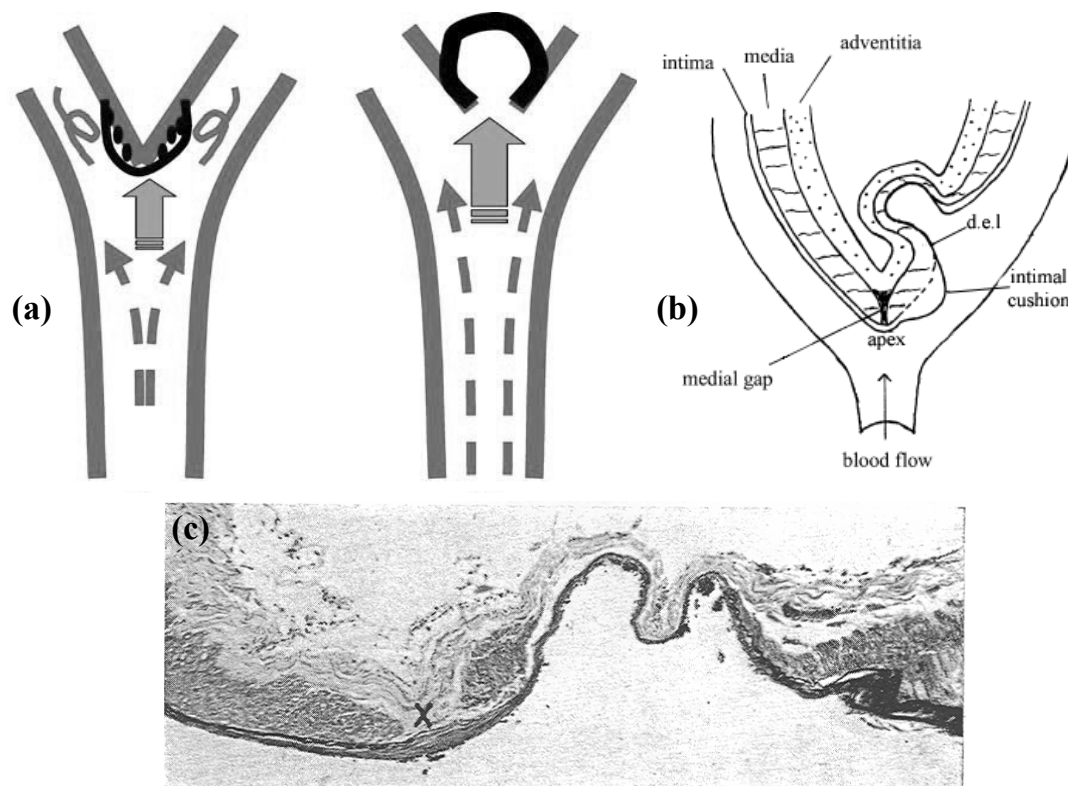 (a)
(b)
intima
media
adventitia
d.e.l
intimal
cushion
apex
medial gap
blood flow
(c)
X